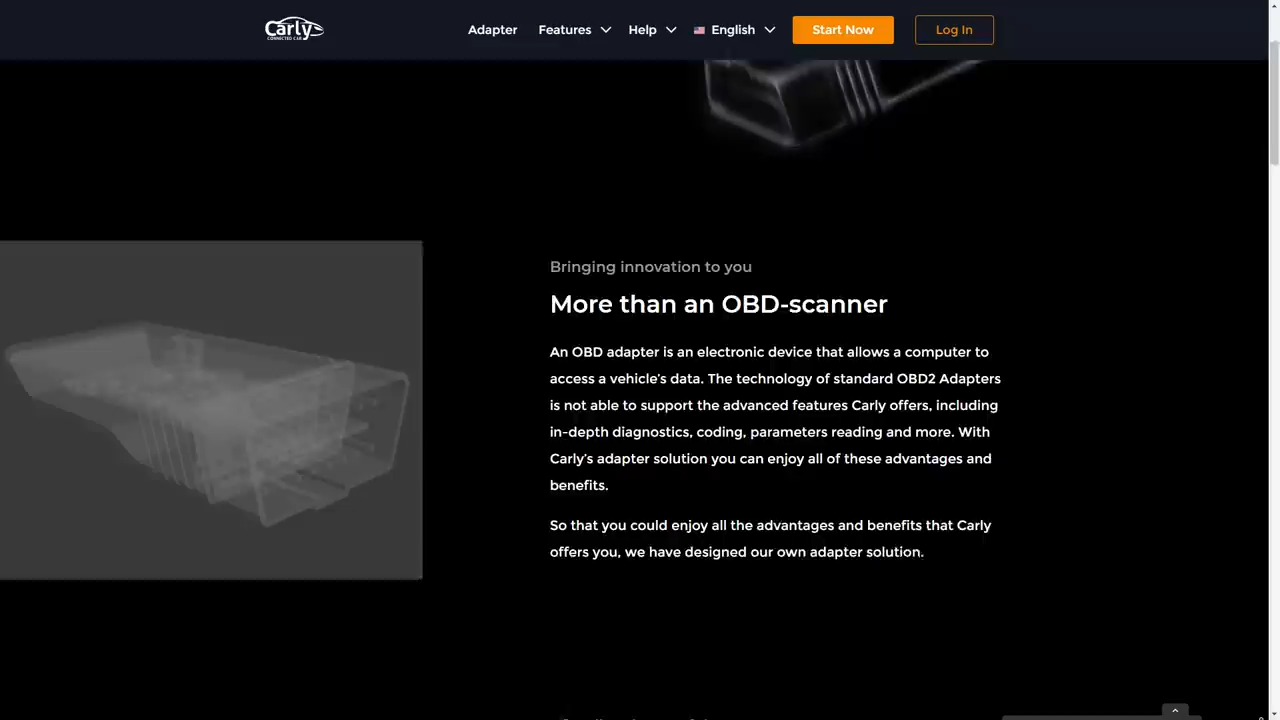 Carly
CONNECTED CAR
Adapter
Features
Help
English
Start Now
Log In
Bringing innovation to you
More than an OBD-scanner
An OBD adapter is an electronic device that allows a computer to
access a vehicle's data. The technology of standard OBD2 Adapters
is not able to support the advanced features Carly offers, including
in-depth diagnostics, coding, parameters reading and more. With
Carly's adapter solution you can enjoy all of these advantages and
benefits.
So that you could enjoy all the advantages and benefits that Carly
offers you, we have designed our own adapter solution.